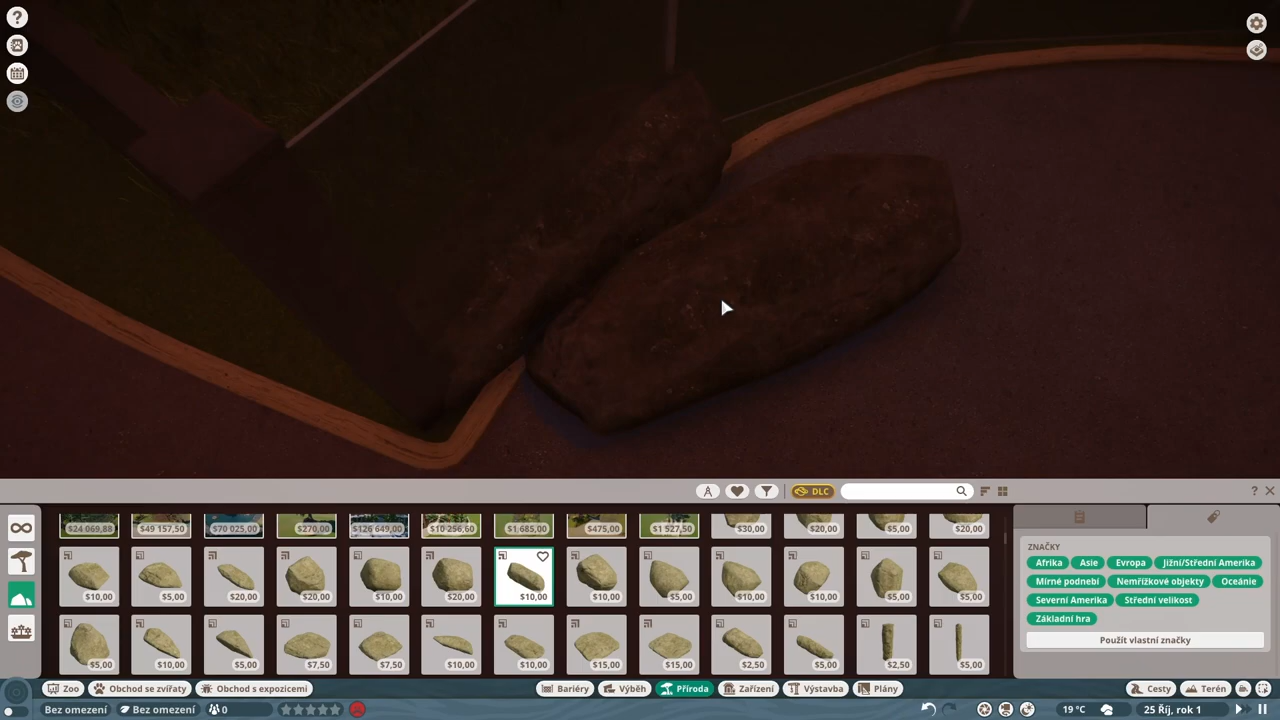 DLC
$24 069,88 $49 157,50 $70 025,00 $270,00 $126 649,00 $10 256,60 $1 685,00 $475,00 $1 527,50 $30,00 $20,00 $5,00 $20,00
$10,00 $5,00 $20,00 $20,00 $10,00 $20,00 $10,00 $10,00 $5,00 $10,00 $10,00 $5,00 $5,00
$5,00 $10,00 $5,00 $7,50 $7,50 $10,00 $10,00 $15,00 $15,00 $2,50 $5,00 $2,50 $5,00
ZNAČKY
Afrika Asie Evropa Jižní/Střední Amerika
Mírné podnebí Nemřížkové objekty Oceánie
Severní Amerika Střední velikost
Základní hra
Použít vlastní značky
Zoo Obchod se zvířaty Obchod s expozicemi Bariéry Výběh Příroda Zařízení Výstavba Plány Cesty Terén
Bez omezení Bez omezení 0 19 °C 25 Říj, rok 1